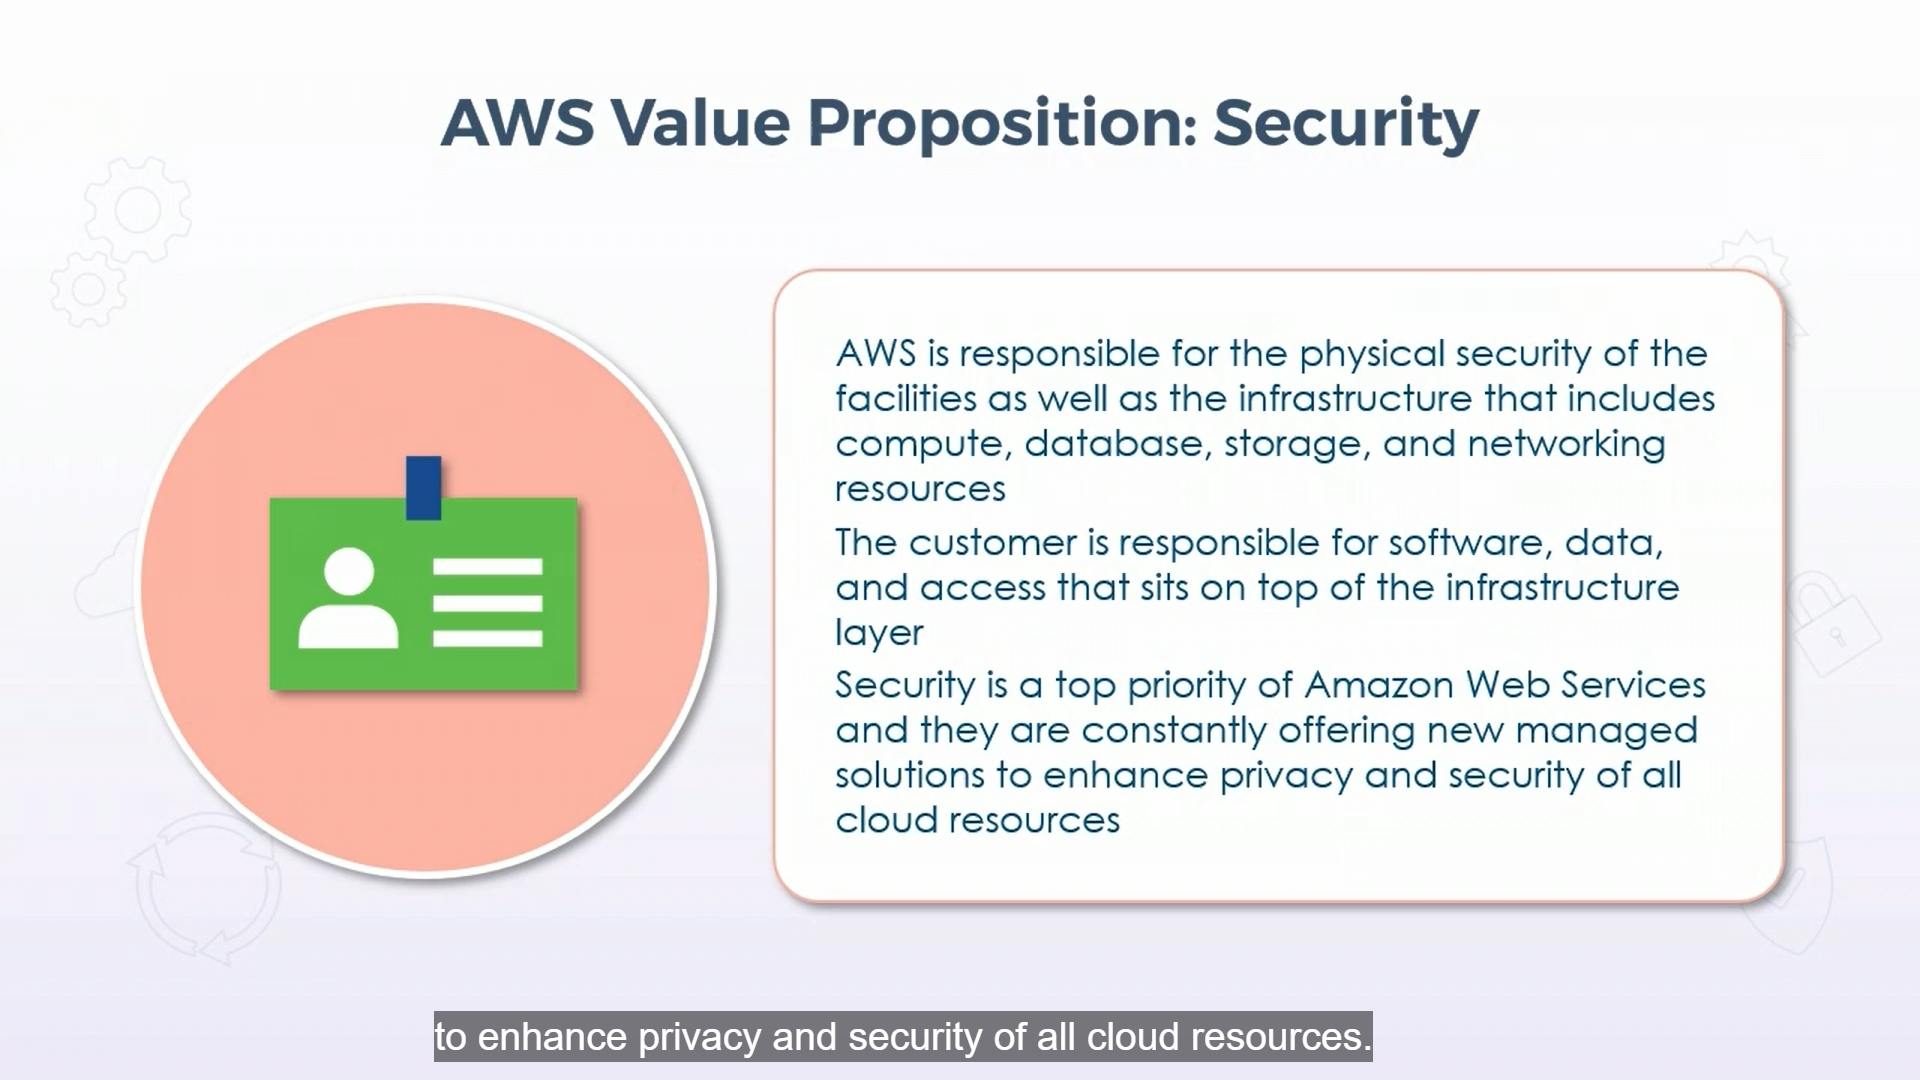 AWS Value Proposition: Security
AWS is responsible for the physical security of the
facilities as well as the infrastructure that includes
compute, database, storage, and networking
resources
The customer is responsible for software, data,
and access that sits on top of the infrastructure
layer
Security is a top priority of Amazon Web Services
and they are constantly offering new managed
solutions to enhance privacy and security of all
cloud resources
to enhance privacy and security of all cloud resources.